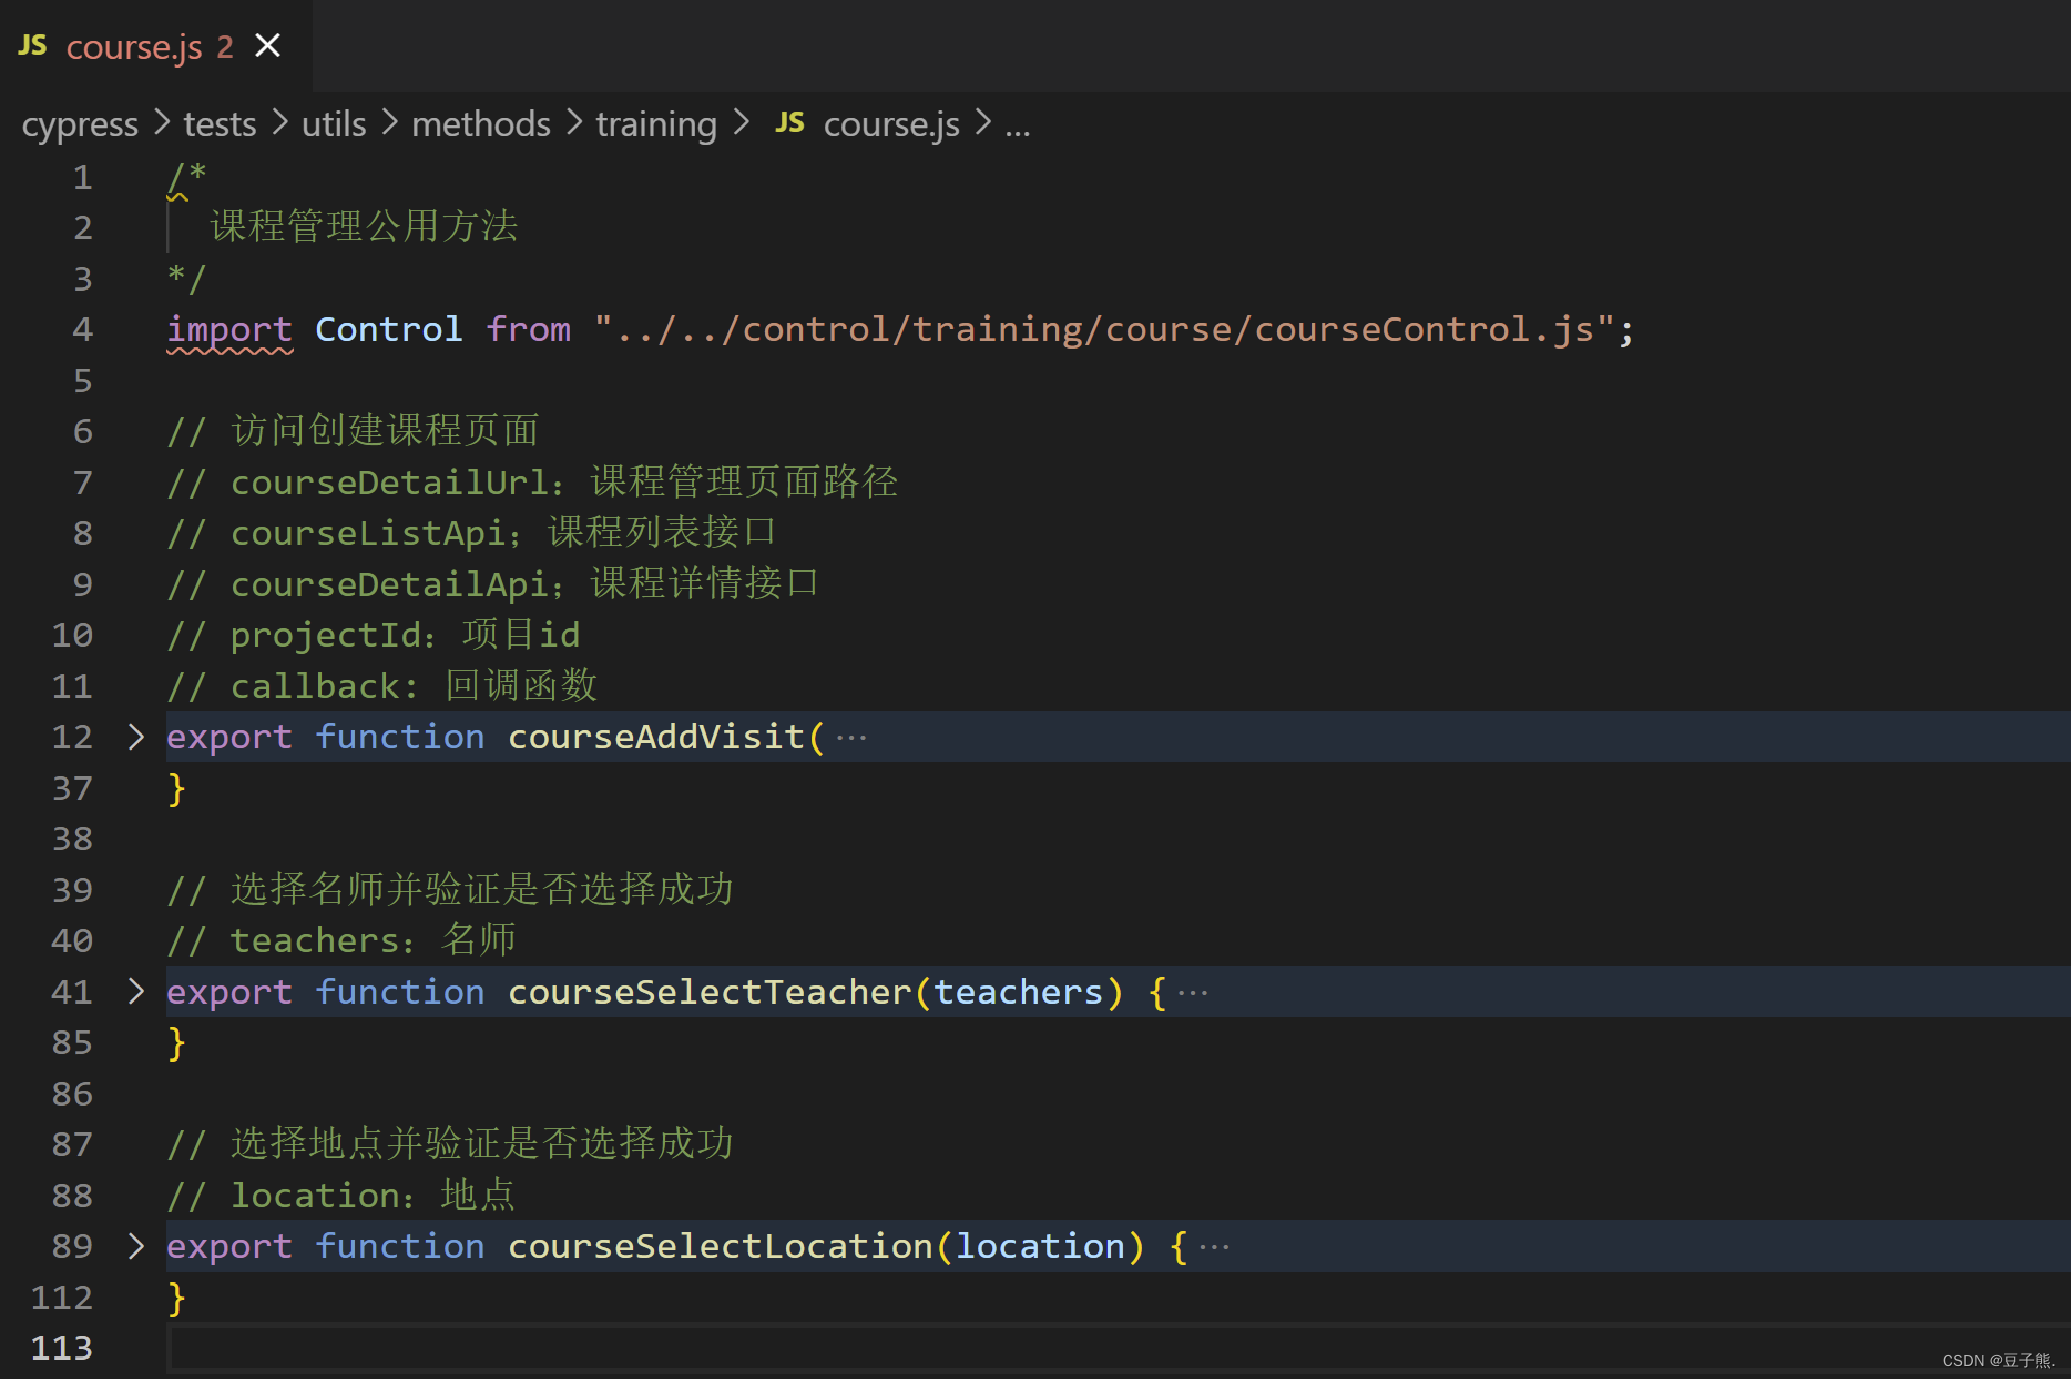 JS course.js 2 ×
cypress > tests > utils > methods > training > JS course.js > ...
1 /*
2 课程管理公用方法
3 */
4 import Control from "../../control/training/course/courseControl.js";
5
6 // 访问创建课程页面
7 // courseDetailUrl：课程管理页面路径
8 // courseListApi；课程列表接口
9 // courseDetailApi；课程详情接口
10 // projectId：项目id
11 // callback: 回调函数
12 > export function courseAddVisit( ···
37 }
38
39 // 选择名师并验证是否选择成功
40 // teachers：名师
41 > export function courseSelectTeacher(teachers) { ···
85 }
86
87 // 选择地点并验证是否选择成功
88 // location：地点
89 > export function courseSelectLocation(location) { ···
112 }
113
CSDN @豆子熊.